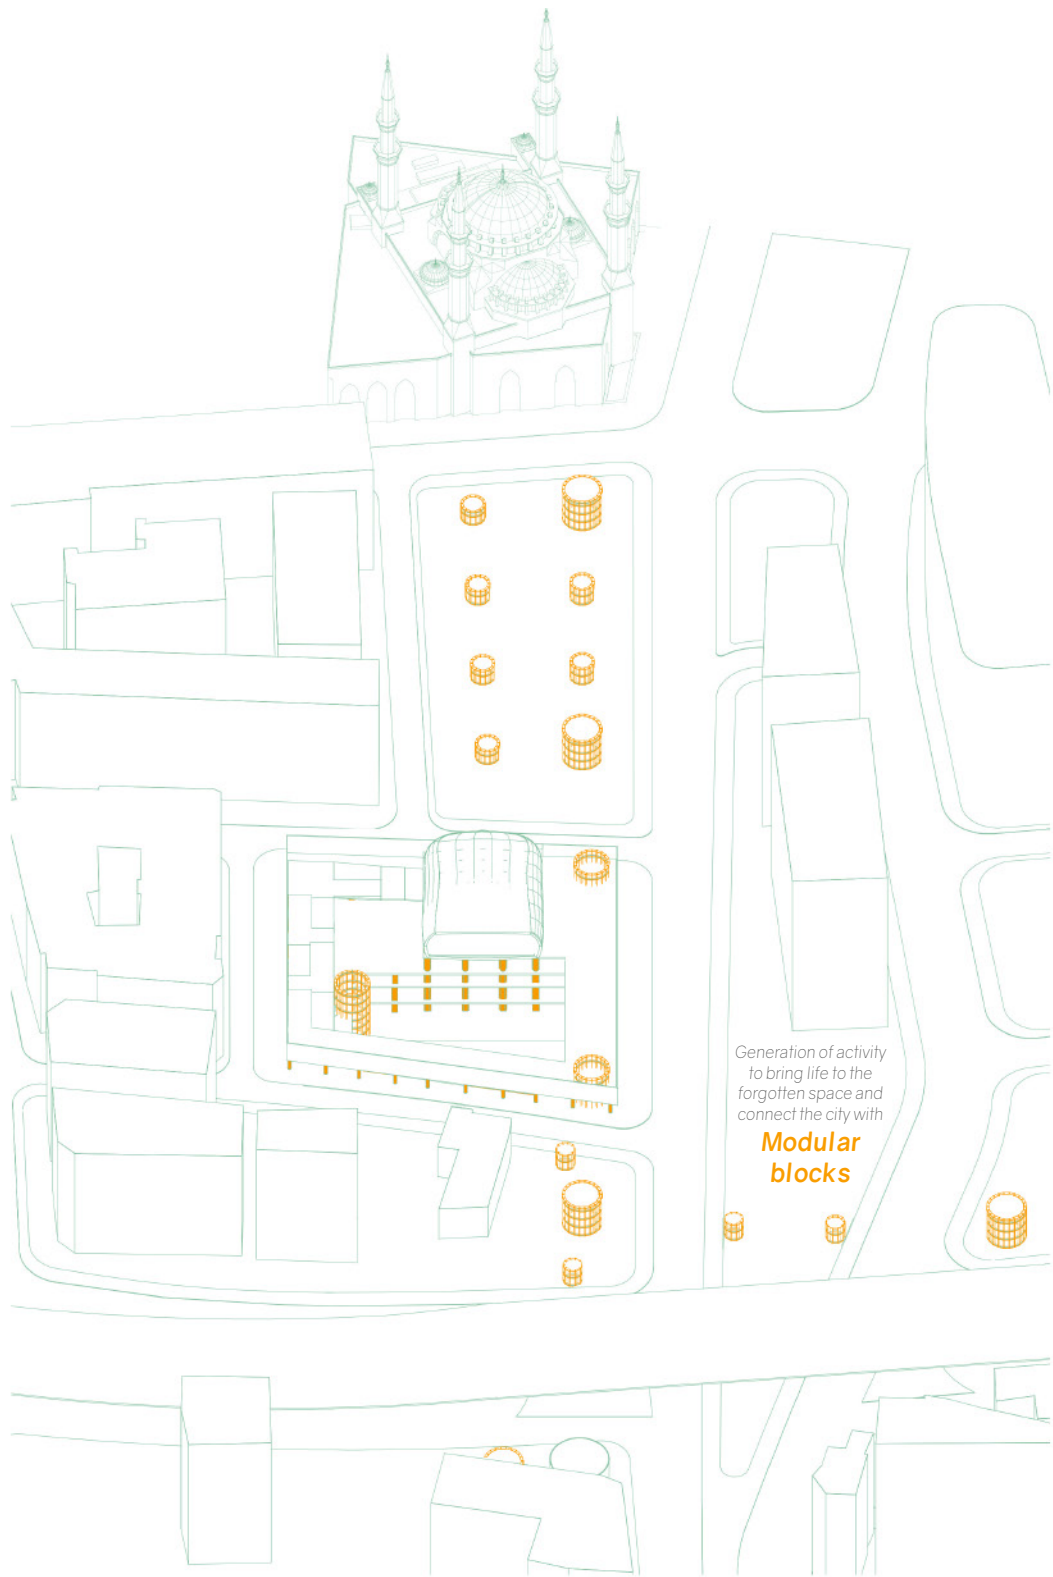 Generation of activity
to bring life to the
forgotten space and
connect the city with
Modular
blocks